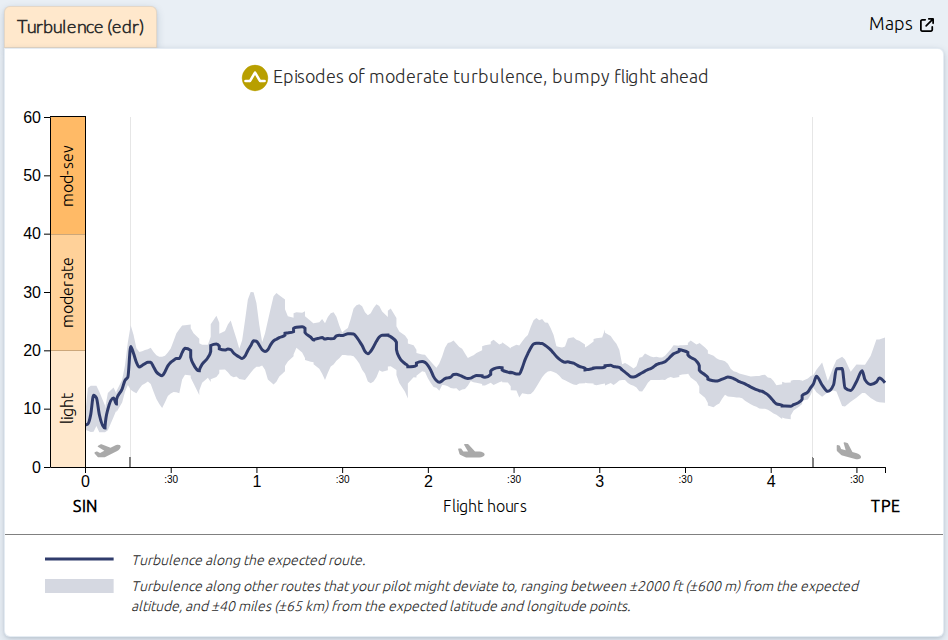 Turbulence (edr)
Maps
Episodes of moderate turbulence, bumpy flight ahead
60
50
40
30
20
10
0
mod-sev
moderate
light
0 :30 1 :30 2 :30 3 :30 4 :30
SIN Flight hours TPE
Turbulence along the expected route.
Turbulence along other routes that your pilot might deviate to, ranging between ±2000 ft (±600 m) from the expected
altitude, and ±40 miles (±65 km) from the expected latitude and longitude points.